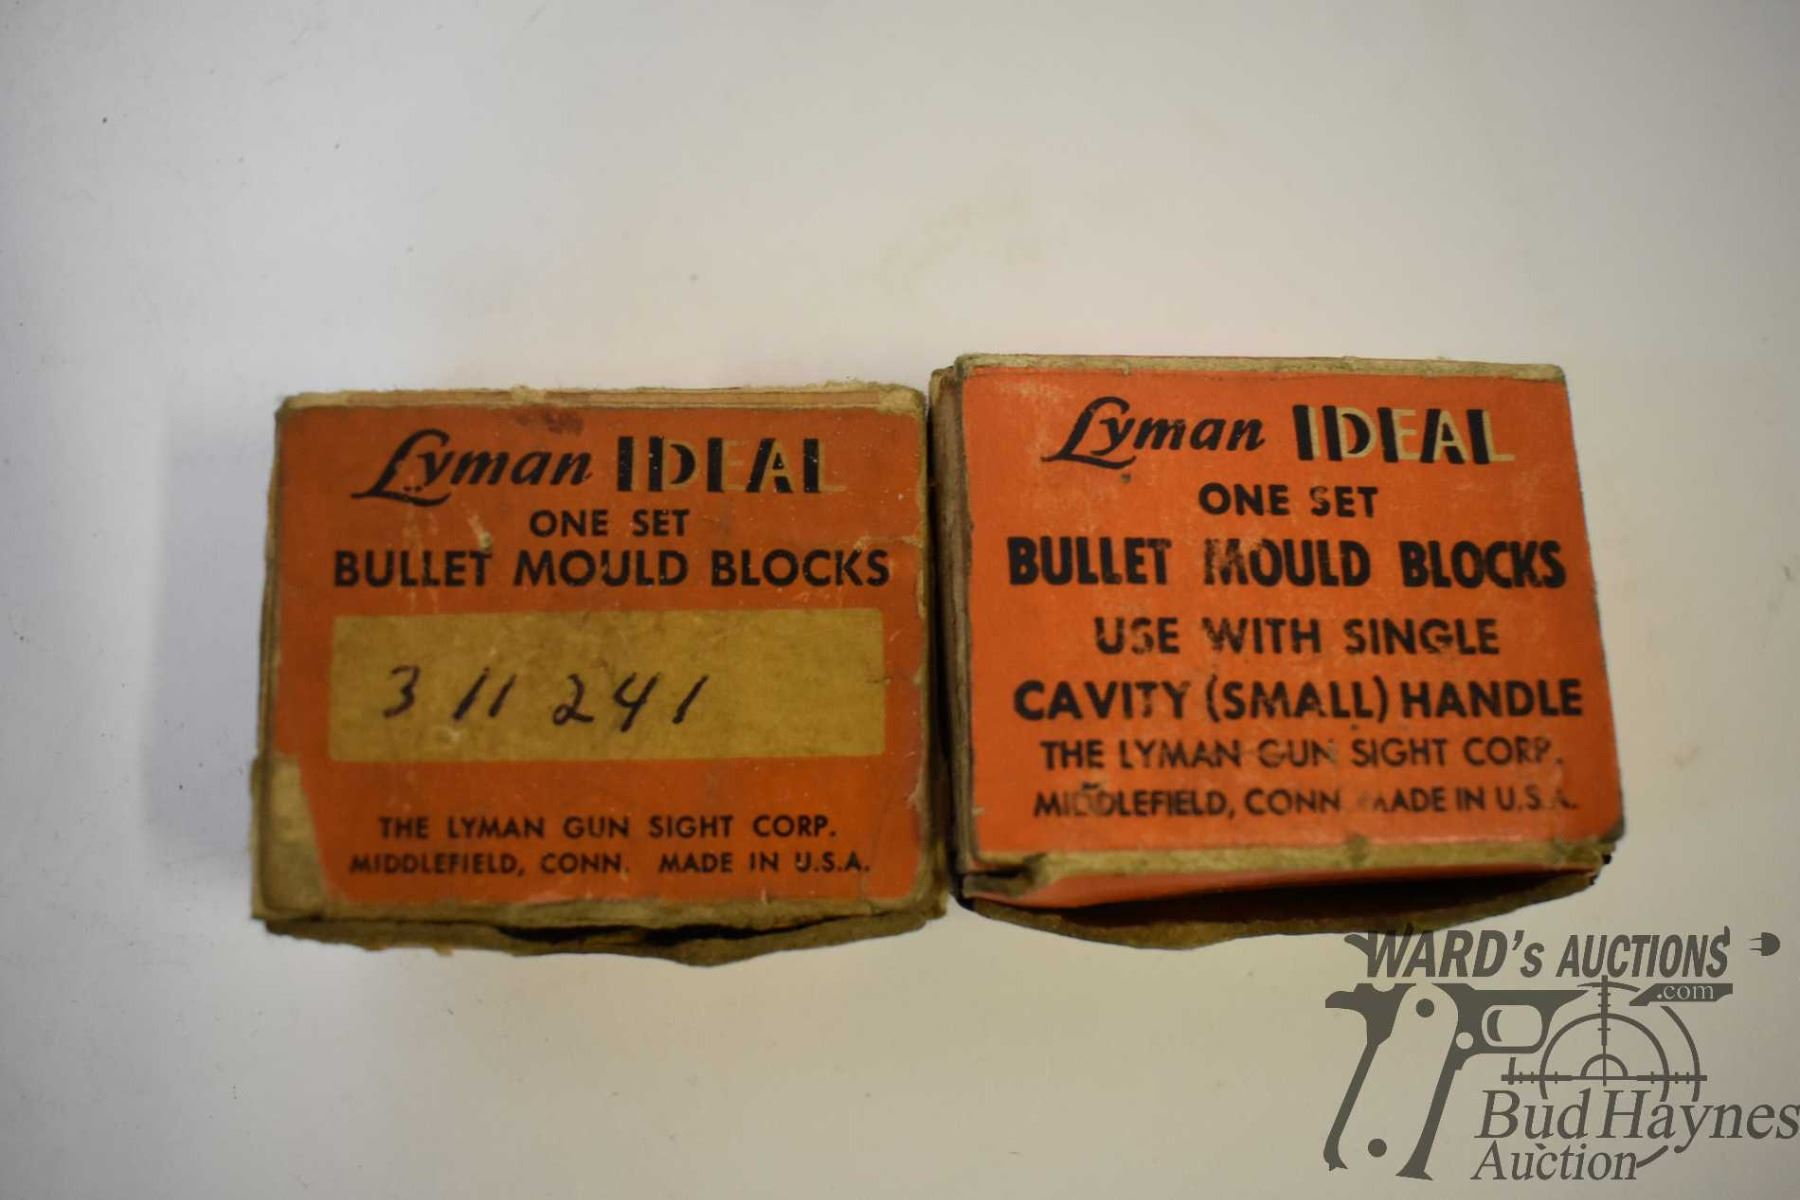 Lyman IDEAL
ONE SET
BULLET MOULD BLOCKS
311241
THE LYMAN GUN SIGHT CORP.
MIDDLEFIELD, CONN. MADE IN U.S.A.
Lyman IDEAL
ONE SET
BULLET MOULD BLOCKS
USE WITH SINGLE
CAVITY (SMALL) HANDLE
THE LYMAN GUN SIGHT CORP.
MIDDLEFIELD, CONN. MADE IN U.S.A.
WARD's AUCTIONS
.com
Bud Haynes
Auction